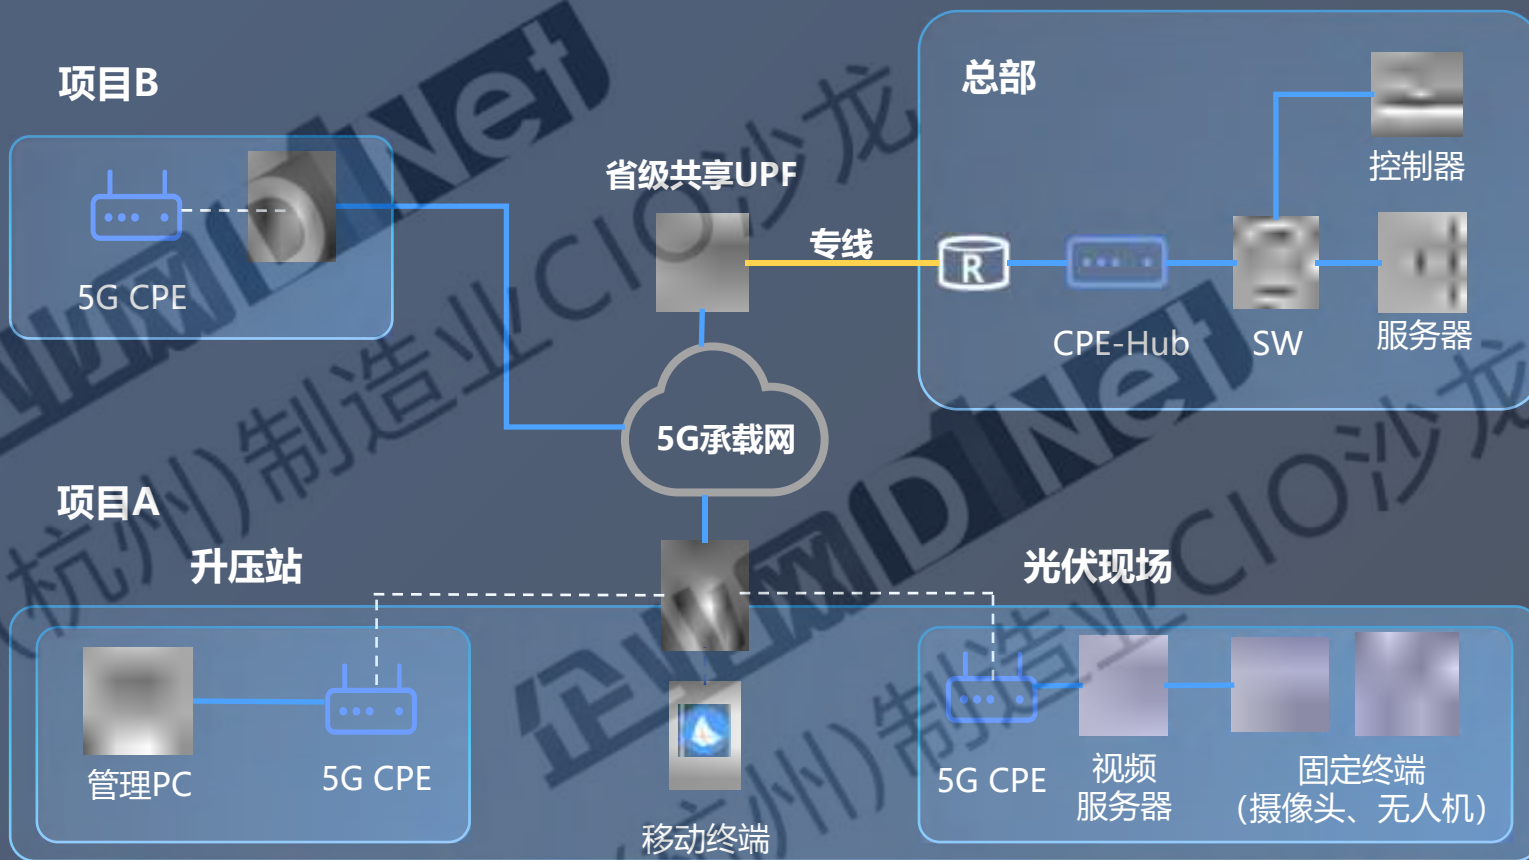 项目B
总部
控制器
省级共享UPF
专线
R
5G CPE
CPE-Hub
SW
服务器
5G承载网
项目A
升压站
光伏现场
管理PC
5G CPE
移动终端
5G CPE
视频
服务器
固定终端
（摄像头、无人机）
企业网D1Net
(杭州)制造业CIO沙龙
企业网D1Net
(杭州)制造业CIO沙龙